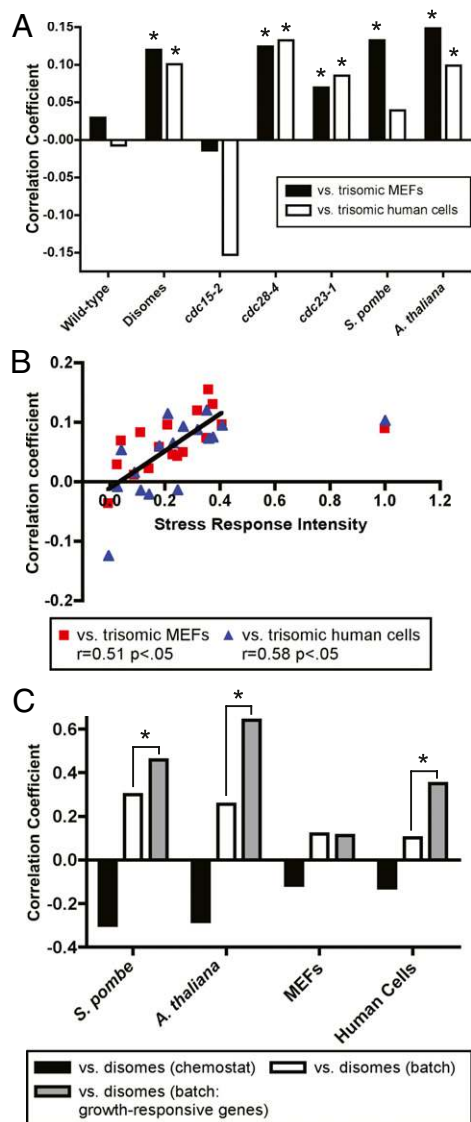 A
Correlation Coefficient
0.15
0.10
0.05
-0.00
-0.05
-0.10
-0.15
* * * * * * * * *
vs. trisomic MEFs
vs. trisomic human cells
Wild-type
Disomes
cdc15-2
cdc28-4
cdc23-1
S. pombe
A. thaliana
B
Correlation coefficient
0.2
0.1
0.0
-0.1
-0.2
0.0 0.2 0.4 0.6 0.8 1.0 1.2
Stress Response Intensity
vs. trisomic MEFs
r=0.51 p<.05
vs. trisomic human cells
r=0.58 p<.05
C
Correlation Coefficient
0.6
0.4
0.2
0.0
-0.2
-0.4
* * *
S. pombe
A. thaliana
MEFs
Human Cells
vs. disomes (chemostat)
vs. disomes (batch)
vs. disomes (batch:
growth-responsive genes)